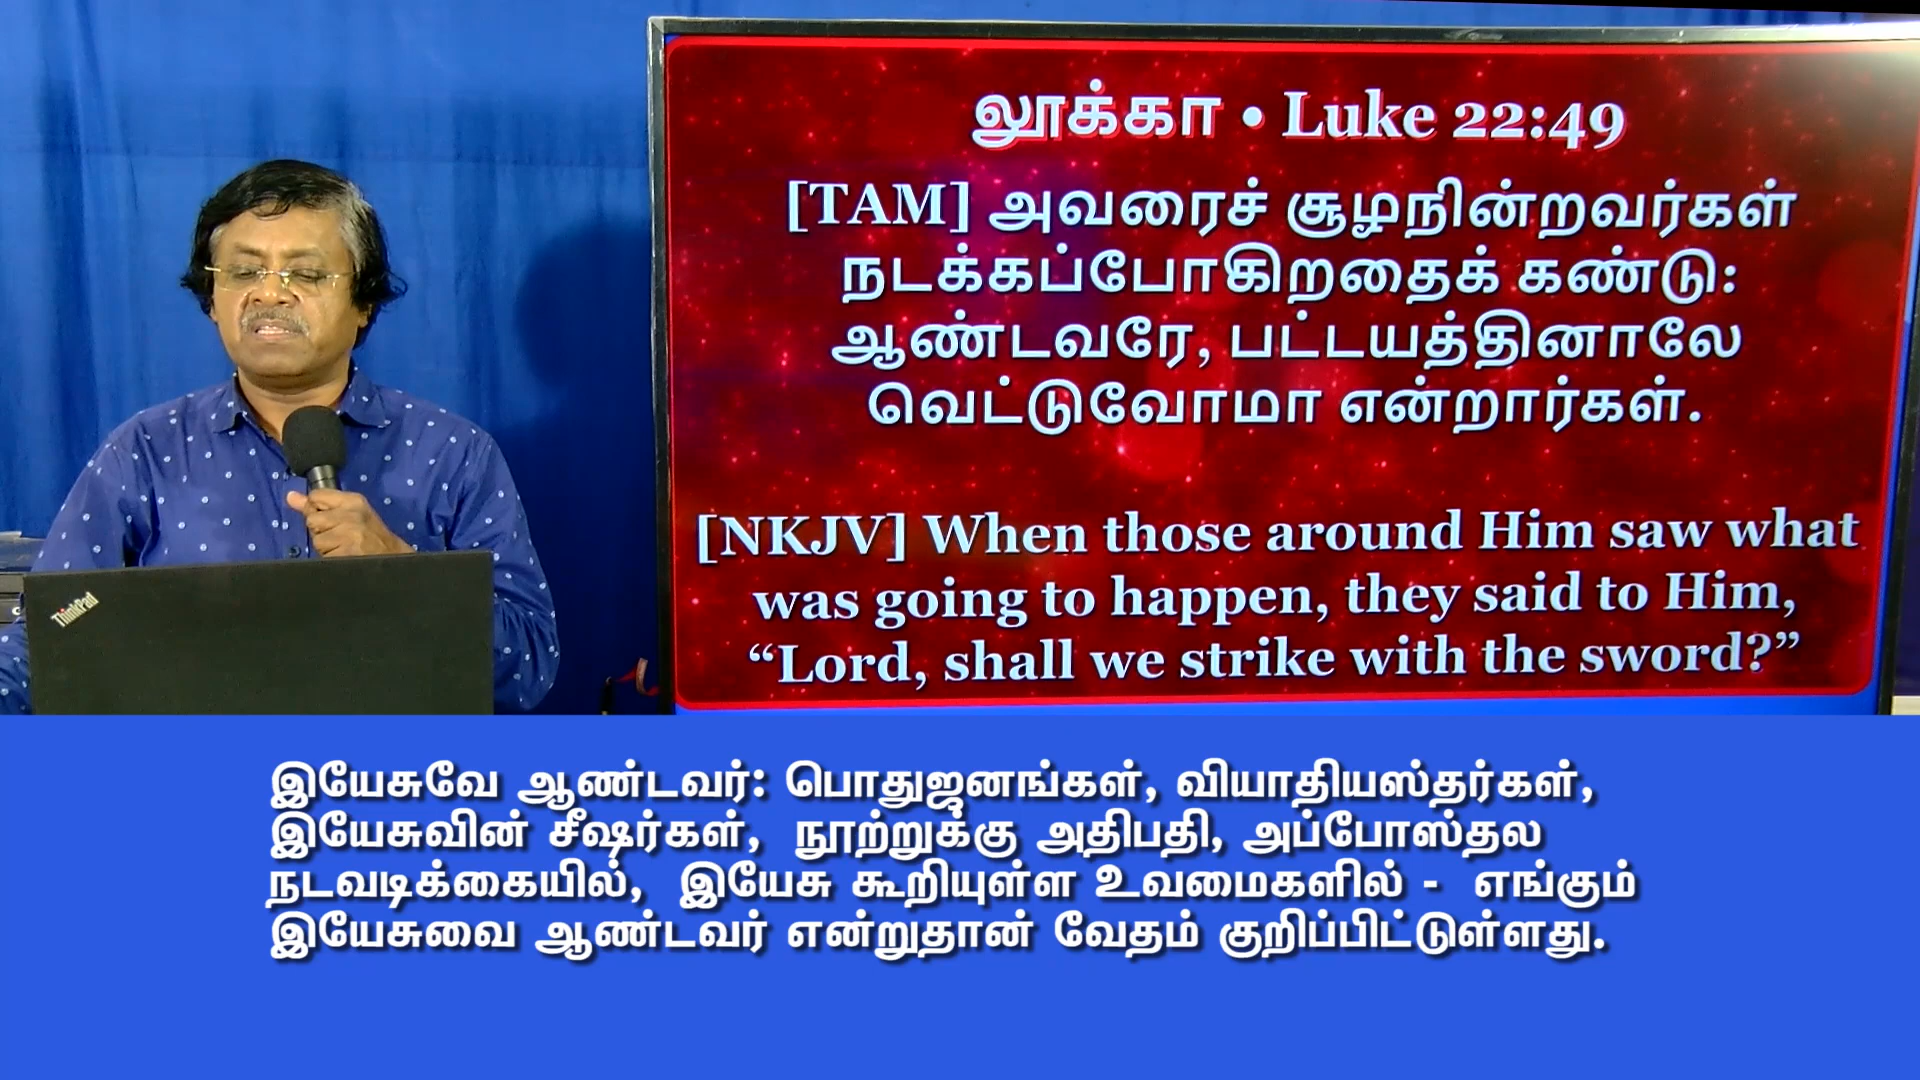 லூக்கா • Luke 22:49
[TAM] அவரைச் சூழநின்றவர்கள்
நடக்கப்போகிறதைக் கண்டு:
ஆண்டவரே, பட்டயத்தினாலே
வெட்டுவோமா என்றார்கள்.
[NKJV] When those around Him saw what
was going to happen, they said to Him,
“Lord, shall we strike with the sword?”
ThinkPad
இயேசுவே ஆண்டவர்: பொதுஜனங்கள், வியாதியஸ்தர்கள்,
இயேசுவின் சீஷர்கள், நூற்றுக்கு அதிபதி, அப்போஸ்தல
நடவடிக்கையில், இயேசு கூறியுள்ள உவமைகளில் - எங்கும்
இயேசுவை ஆண்டவர் என்றுதான் வேதம் குறிப்பிட்டுள்ளது.